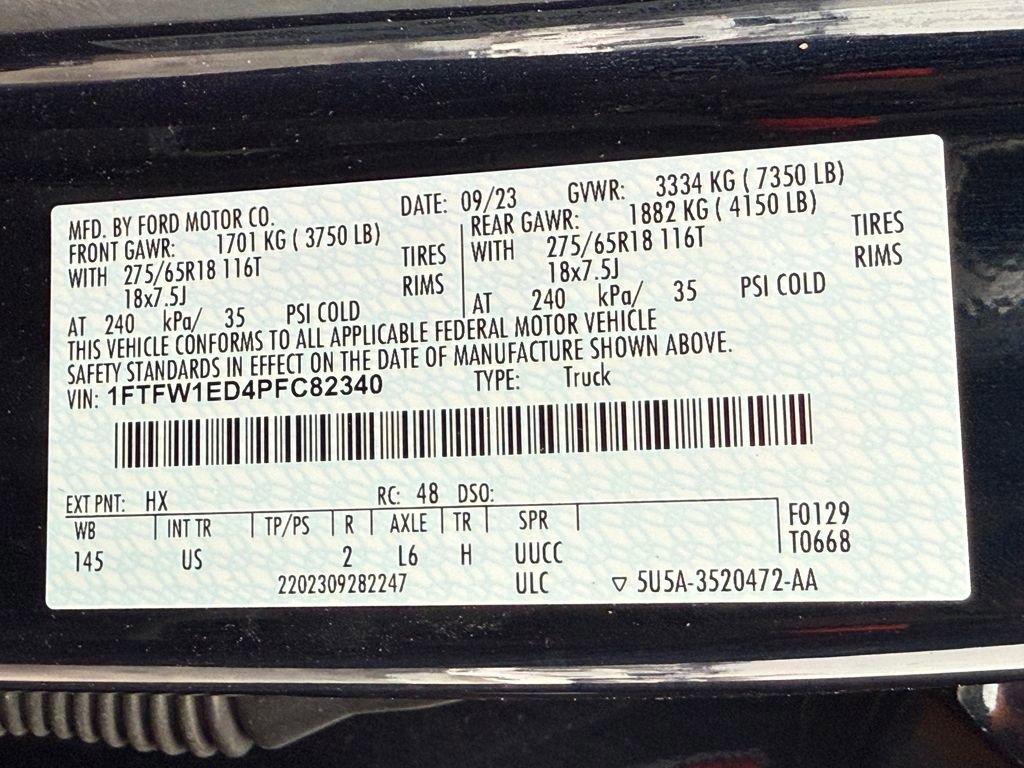 MFD. BY FORD MOTOR CO. DATE: 09/23 GVWR: 3334 KG ( 7350 LB)
FRONT GAWR: 1701 KG ( 3750 LB) REAR GAWR: 1882 KG ( 4150 LB)
WITH 275/65R18 116T TIRES WITH 275/65R18 116T TIRES
18x7.5J RIMS 18x7.5J RIMS
AT 240 kPa/ 35 PSI COLD AT 240 kPa/ 35 PSI COLD
THIS VEHICLE CONFORMS TO ALL APPLICABLE FEDERAL MOTOR VEHICLE
SAFETY STANDARDS IN EFFECT ON THE DATE OF MANUFACTURE SHOWN ABOVE.
VIN: 1FTFW1ED4PFC82340 TYPE: Truck
EXT PNT: HX RC: 48 DSO:
WB INT TR TP/PS R AXLE TR SPR F0129
145 US 2 L6 H UUCC T0668
2202309282247 ULC ▽ 5U5A-3520472-AA